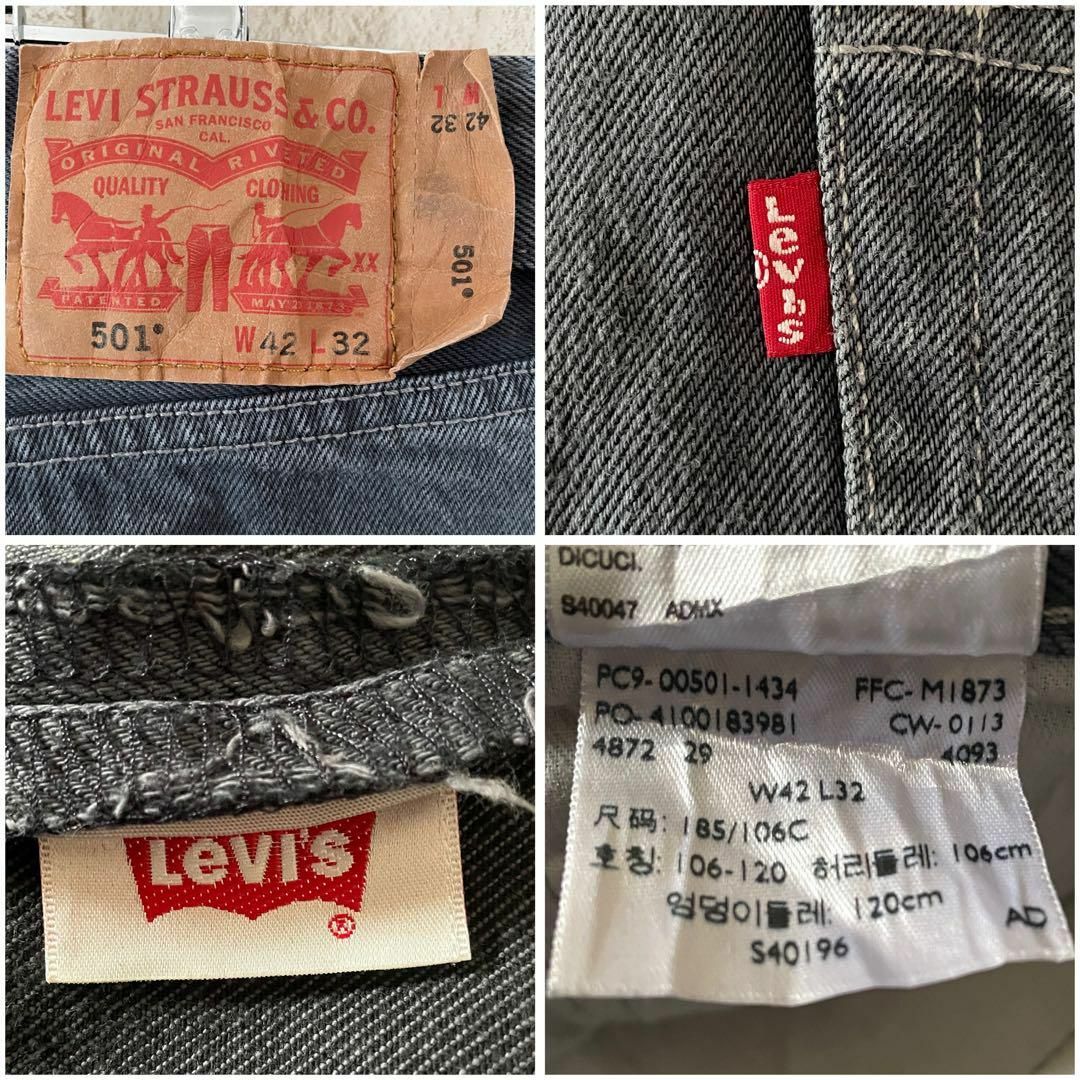 LEVI STRAUSS & CO.
SAN FRANCISCO
CAL.
ORIGINAL RIVETED
QUALITY CLOTHING
XX
PATENTED MAY 20 1873
501® W42 L32
42 32
501®
Levi's
®
Levi's
®
DICUCI.
S40047 ADMX
PC9-00501-1434 FFC-M1873
PO-4100183981 CW-0113
4872 29 4093
W42 L32
尺码: 185/106C
호칭: 106-120 허리둘레: 106cm
엉덩이둘레: 120cm
AD
S40196